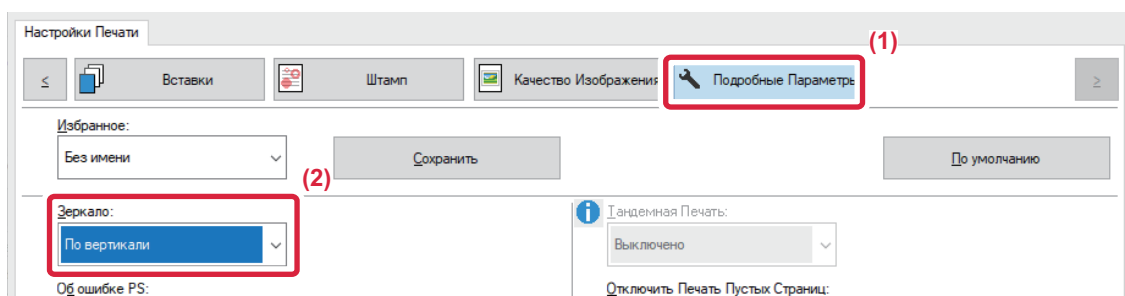 Настройки Печати
(1)
≤ Вставки Штамп Качество Изображения Подробные Параметры ≥
Избранное:
Без имени Сохранить По умолчанию
(2)
Зеркало: Тандемная Печать:
По вертикали Выключено
Об ошибке PS: Отключить Печать Пустых Страниц: